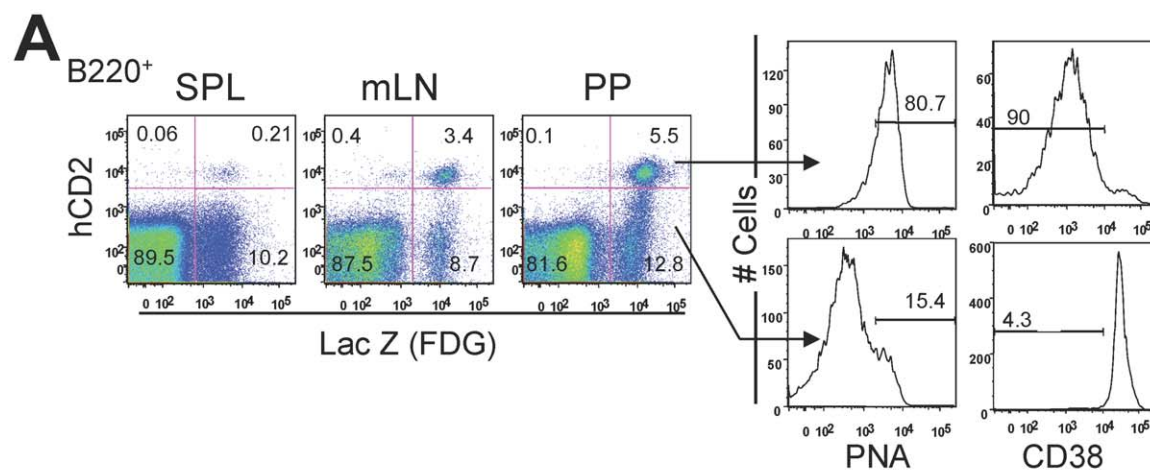 A
B220+
SPL
mLN
PP
hCD2
10^5
10^4
10^3
10^2
0
0.06 0.21
89.5 10.2
0 10^2 10^3 10^4 10^5
0.4 3.4
87.5 8.7
0 10^2 10^3 10^4 10^5
0.1 5.5
81.6 12.8
0 10^2 10^3 10^4 10^5
Lac Z (FDG)
# Cells
120
90
60
30
0
80.7
0 10^2 10^3 10^4 10^5
60
40
20
0
90
0 10^2 10^3 10^4 10^5
150
100
50
0
15.4
0 10^2 10^3 10^4 10^5
PNA
600
400
200
0
4.3
0 10^2 10^3 10^4 10^5
CD38